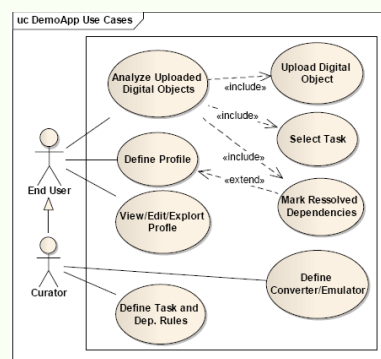 uc DemoApp Use Cases
Analyze Uploaded
Digital Objects
Upload Digital
Object
«include»
«include»
Select Task
Define Profile
«include»
«extend»
End User
Mark Ressolved
Dependencies
View/Edit/Explort
Profle
Curator
Define
Converter/Emulator
Define Task and
Dep. Rules